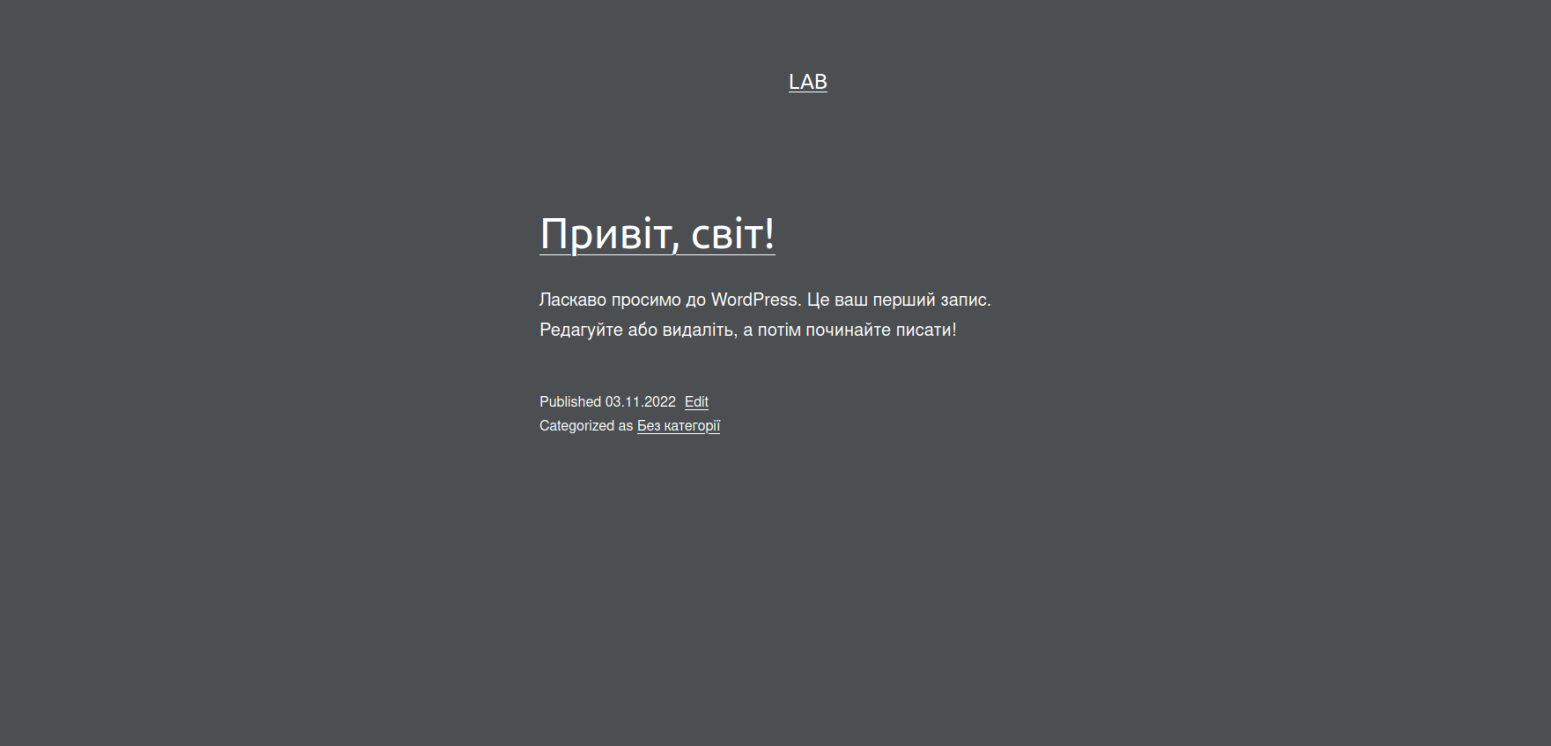 LAB
Привіт, світ!
Ласкаво просимо до WordPress. Це ваш перший запис.
Редагуйте або видаліть, а потім починайте писати!
Published 03.11.2022 Edit
Categorized as Без категорії